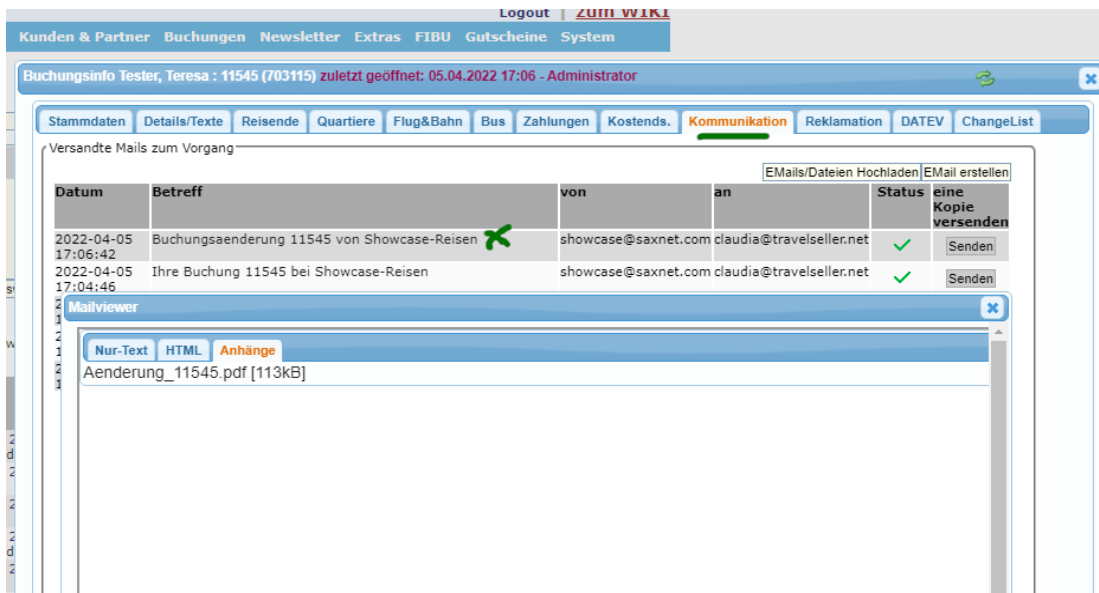 Logout | zum WIKI
Kunden & Partner Buchungen Newsletter Extras FIBU Gutscheine System
Buchungsinfo Tester, Teresa : 11545 (703115) zuletzt geöffnet: 05.04.2022 17:06 - Administrator
Stammdaten Details/Texte Reisende Quartiere Flug&Bahn Bus Zahlungen Kostends. Kommunikation Reklamation DATEV ChangeList
Versandte Mails zum Vorgang
EMails/Dateien Hochladen EMail erstellen
Datum Betreff von an Status eine
Kopie
versenden
2022-04-05 Buchungsaenderung 11545 von Showcase-Reisen showcase@saxnet.com claudia@travelseller.net Senden
17:06:42
2022-04-05 Ihre Buchung 11545 bei Showcase-Reisen showcase@saxnet.com claudia@travelseller.net Senden
17:04:46
Mailviewer
Nur-Text HTML Anhänge
Aenderung_11545.pdf [113kB]